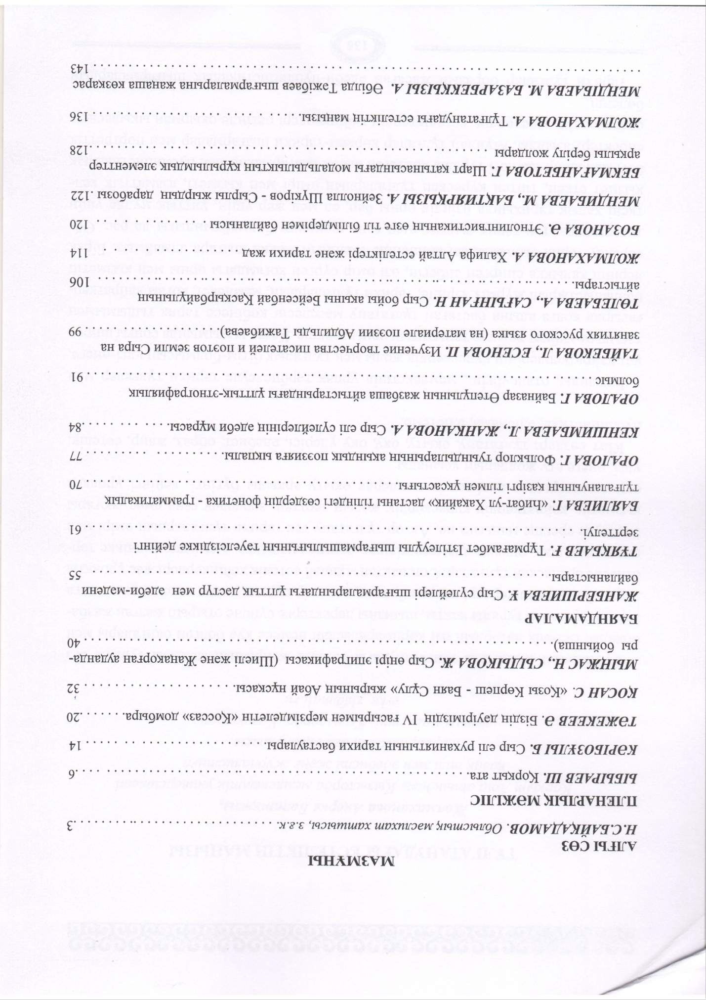 МАЗМҰНЫ
АЛҒЫ СӨЗ
Н.С.БАЙҚАДАМОВ. Облыстық мәслихат хатшысы, з.ғ.к. . . . . . . . . . . . . . . . . . . . . . . . . . . . .3
ПЛЕНАРЛЫҚ МӘЖІЛІС
ЫБЫРАЕВ Ш. Қорқыт ата. . . . . . . . . . . . . . . . . . . . . . . . . . . . . . . . . . . . . . . . . . . . . . . . . . . . . .6
КӘРІБОЗҰЛЫ Б. Сыр елі руханиятының тарихи бастаулары. . . . . . . . . . . . . . . . . . . . . . . . . . 14
ТӘЖЕКЕЕВ Ә. Біздің дәуіріміздің IV ғасырымен мерзімделетін «Қоссаз» домбыра. . . . . . .20
ҚОСАН С. «Қозы Көрпеш - Баян Сұлу» жырының Абай нұсқасы. . . . . . . . . . . . . . . . . . . . . . 32
МЫҢЖАС Н., СЫДЫҚОВА Ж. Сыр өңірі эпиграфикасы (Шиелі және Жаңақорған аудандa-
ры бойынша). . . . . . . . . . . . . . . . . . . . . . . . . . . . . . . . . . . . . . . . . . . . . . . . . . . . . . . . . . . . . . . . 40
БАЯНДАМАЛАР
ЖАНБЕРШИЕВА Ұ. Сыр сүлейлері шығармаларындағы ұлттық дәстүр мен әдеби-мәдени
байланыстары. . . . . . . . . . . . . . . . . . . . . . . . . . . . . . . . . . . . . . . . . . . . . . . . . . . . . . . . . . . . . . . . 55
ТҰЯҚБАЕВ Ғ. Тұрмағамбет Ізтілеуұлы шығармашылығының тәуелсіздікке дейінгі
зерттелуі. . . . . . . . . . . . . . . . . . . . . . . . . . . . . . . . . . . . . . . . . . . . . . . . . . . . . . . . . . . . . . . . . . . . 61
БАЯЛИЕВА Г. «Һибат-ул Хақайиқ» дастаны тіліндегі сөздердің фонетика - грамматикалық
тұлғалануының қазіргі тілмен ұқсастығы. . . . . . . . . . . . . . . . . . . . . . . . . . . . . . . . . . . . . . . . . .70
ОРАЛОВА Г. Фольклор туындыларының ақындық поэзияға ықпалы. . . . . . . . . . . . . . . . . . . . 77
КЕНШИМБАЕВА Л., ЖАНҚАНОВА А. Сыр елі сүлейлерінің әдеби мұрасы. . . . . . . . . . . . .84
ОРАЛОВА Г. Байназар Өтепұлының жазбаша айтыстарындағы ұлттық-этнографиялық
болмыс . . . . . . . . . . . . . . . . . . . . . . . . . . . . . . . . . . . . . . . . . . . . . . . . . . . . . . . . . . . . . . . . . . . . . 91
ТАЙБЕКОВА Л., ЕСЕНОВА П. Изучение творчества писателей и поэтов земли Сыра на
занятиях русского языка (на материале поэзии Абдильды Тажибаева). . . . . . . . . . . . . . . . . . . 99
ТӨЛЕБАЕВА А., САҒЫНҒАН Н. Сыр бойы ақыны Бейсенбай Қасқырбайұлының
айтыстары. . . . . . . . . . . . . . . . . . . . . . . . . . . . . . . . . . . . . . . . . . . . . . . . . . . . . . . . . . . . . . . . . . 106
ЖОЛМАХАНОВА А. Халифа Алтай естеліктері және тарихи жад . . . . . . . . . . . . . . . . . . . . . 114
БОЗАНОВА Ә. Этнолингвистиканың өзге тіл білімдерімен байланысы . . . . . . . . . . . . . . . . . 120
МЕНДИБАЕВА М., БАҚТИЯРҚЫЗЫ А. Зейнолла Шүкіров - Сырлы жырдың дарабозы . 122
БЕКМАҒАНБЕТОВА Г. Шарт қатынасындағы модальдылықтың құрылымдық элементтер
арқылы берілу жолдары . . . . . . . . . . . . . . . . . . . . . . . . . . . . . . . . . . . . . . . . . . . . . . . . . . . . . . 128
ЖОЛМАХАНОВА А. Тұлғатанудағы естеліктің маңызы. . . . . . . . . . . . . . . . . . . . . . . . . . . . . . 136
МЕНДІБАЕВА М. БАЗАРБЕКҚЫЗЫ А. Әбілда Тәжібаев шығармаларына жаңаша көзқарас
. . . . . . . . . . . . . . . . . . . . . . . . . . . . . . . . . . . . . . . . . . . . . . . . . . . . . . . . . . . . . . . . . . . . . . . . . . . 143